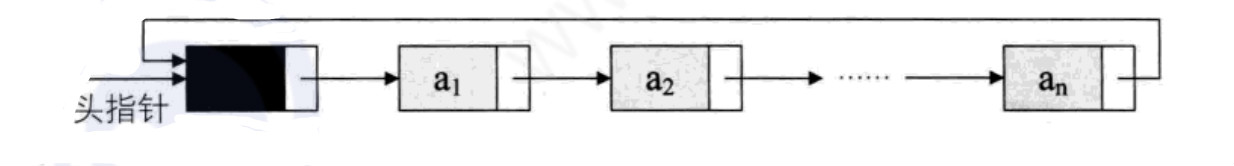 a₁ a₂ ...... aₙ
头指针